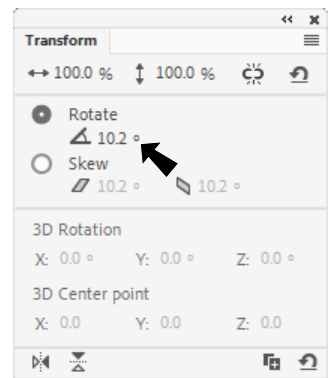 Transform
100.0 % 100.0 %
Rotate
10.2 °
Skew
10.2 ° 10.2 °
3D Rotation
X: 0.0 ° Y: 0.0 ° Z: 0.0 °
3D Center point
X: 0.0 Y: 0.0 Z: 0.0